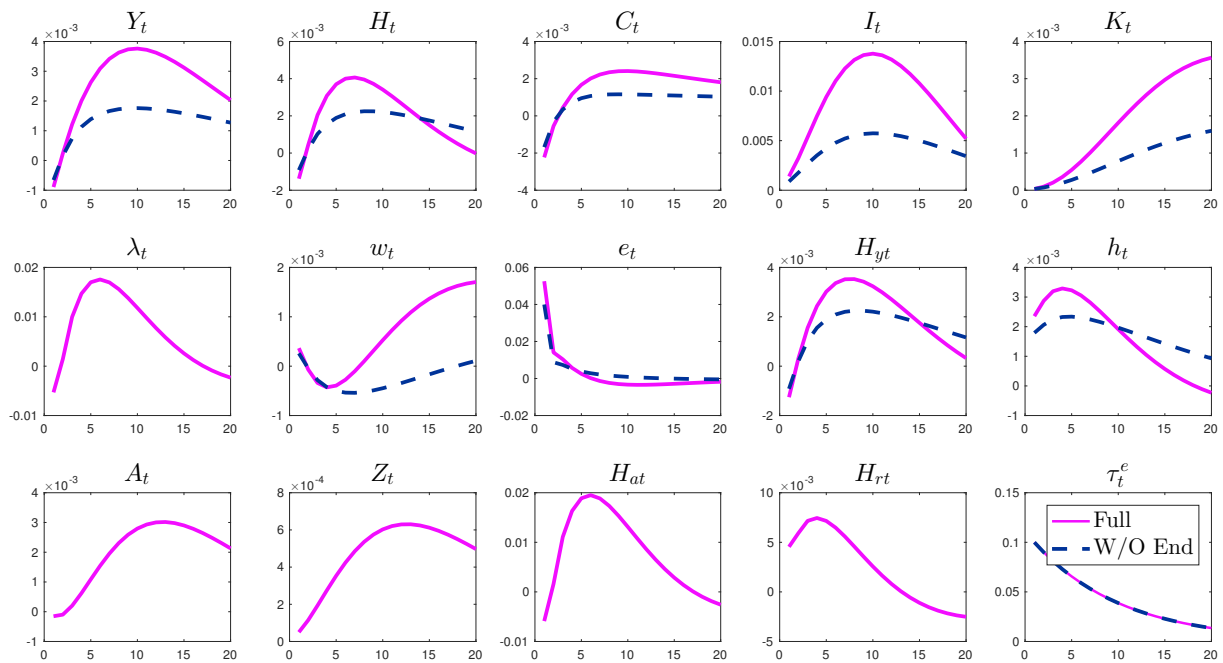 Y_t H_t C_t I_t K_t
×10^-3 ×10^-3 ×10^-3 ×10^-3
4 6 4 0.015 4
3 4 2 0.01 3
2 2 0 0.005 2
1 0 -2 0 1
0 -2 -4 0
-1
0 5 10 15 20 0 5 10 15 20 0 5 10 15 20 0 5 10 15 20 0 5 10 15 20
λ_t w_t e_t H_yt h_t
×10^-3 ×10^-3 ×10^-3
0.02 2 0.06 4 4
0.01 1 0.04 2 3
0 0 0.02 0 2
-0.01 -1 0 -2 1
-0.02 0
-1
0 5 10 15 20 0 5 10 15 20 0 5 10 15 20 0 5 10 15 20 0 5 10 15 20
A_t Z_t H_at H_rt τ_t^e
×10^-3 ×10^-4 ×10^-3
4 8 0.02 10 0.15
3 6 0.01 5 0.1
2 4 0 0 0.05
1 2 -0.01 -5 0
0 0
-1
Full
W/O End
0 5 10 15 20 0 5 10 15 20 0 5 10 15 20 0 5 10 15 20 0 5 10 15 20